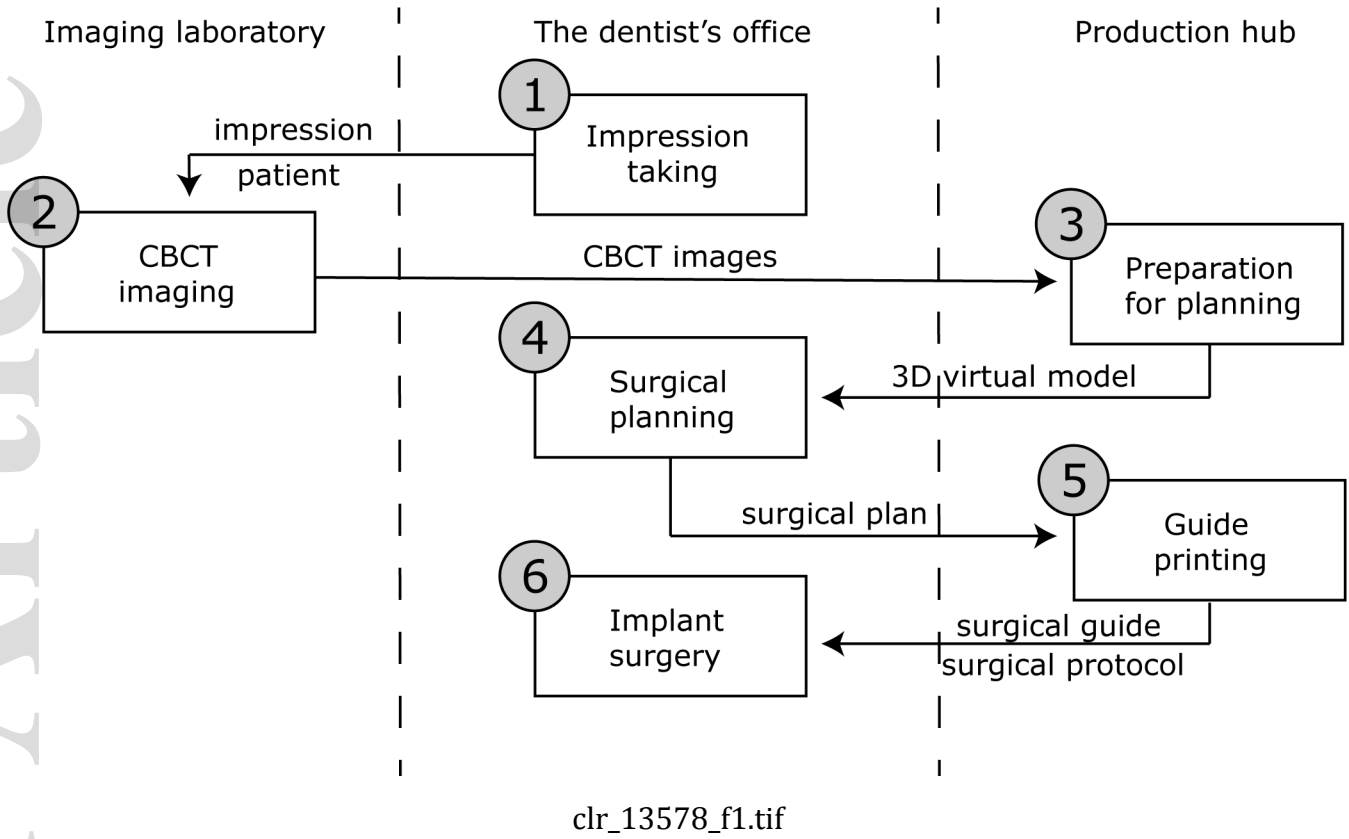 Imaging laboratory
The dentist's office
Production hub
1
Impression
taking
impression
patient
2
CBCT
imaging
CBCT images
3
Preparation
for planning
4
Surgical
planning
3D virtual model
surgical plan
5
Guide
printing
6
Implant
surgery
surgical guide
surgical protocol
clr_13578_f1.tif
Article